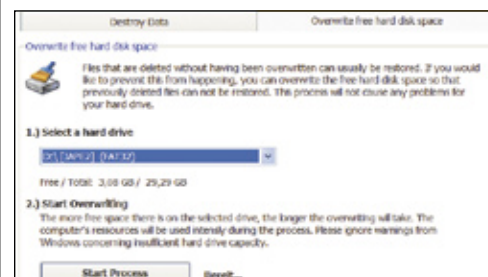 Destroy Data
Overwrite free hard disk space
Overwrite free hard disk space
Files that are deleted without having been overwritten can usually be restored. If you would
like to prevent this from happening, you can overwrite the free hard disk space so that
previously deleted files can not be restored. This process will not cause any problems for
your hard drive.
1.) Select a hard drive
(FAT32)
Free / Total: 3,08 GB / 29,29 GB
2.) Start Overwriting
The more free space there is on the selected drive, the longer the overwriting will take. The
computer's ressources will be used intensly during the process. Please ignore warnings from
Windows concerning insufficient hard drive capacity.
Start Process
Bereit...